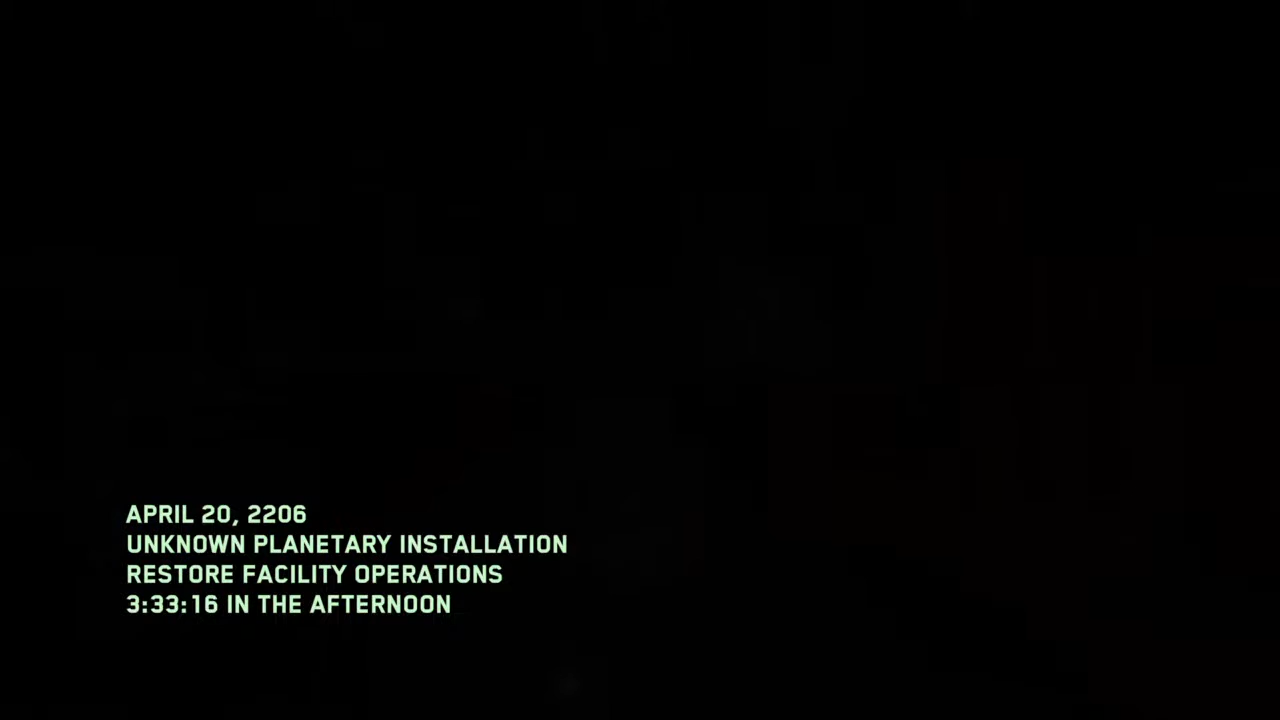 APRIL 20, 2206
UNKNOWN PLANETARY INSTALLATION
RESTORE FACILITY OPERATIONS
3:33:16 IN THE AFTERNOON